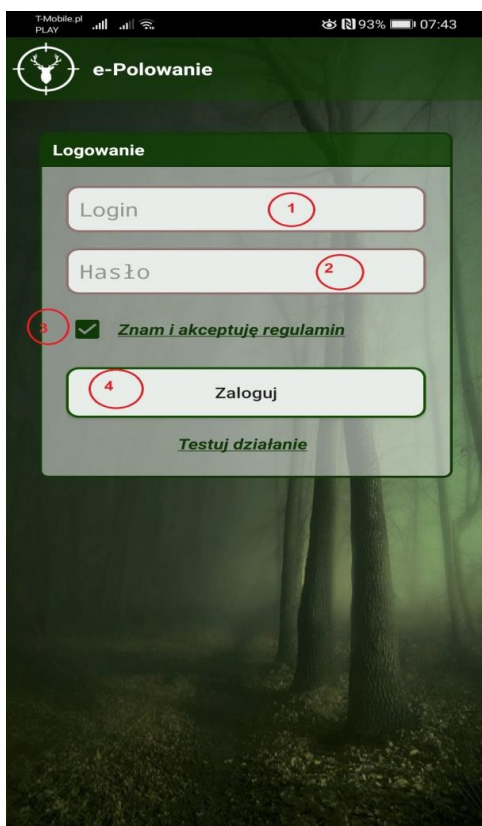 T-Mobile.pl
PLAY
93% 07:43
e-Polowanie
Logowanie
Login 1
Hasło 2
3 Znam i akceptuję regulamin
4 Zaloguj
Testuj działanie